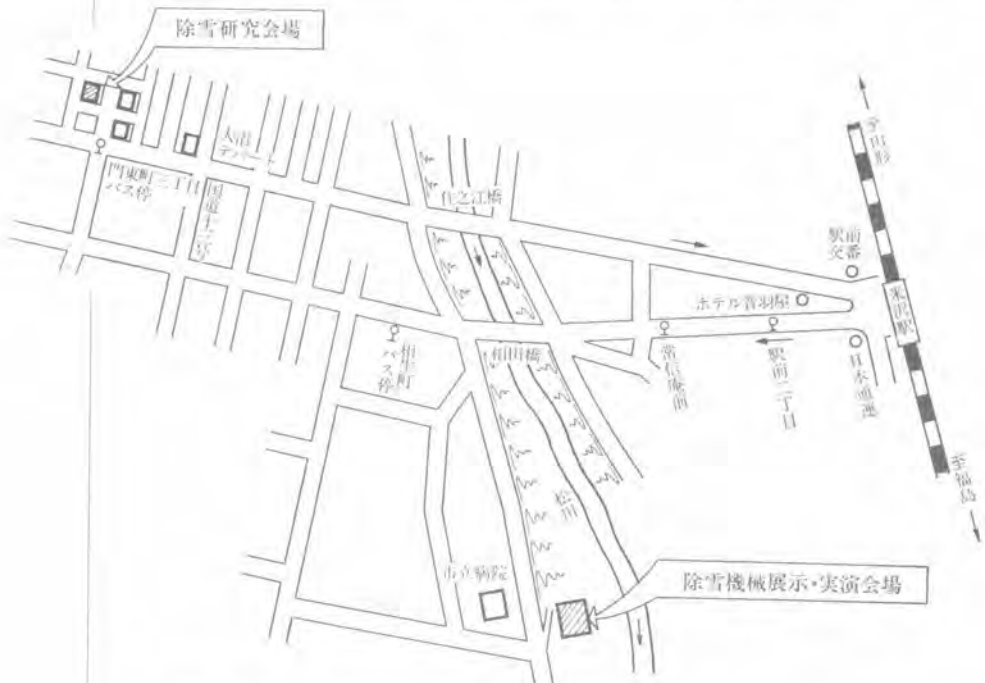 除雪研究会場
大沼
デパート
門東町三丁目
バス停
国道十三号
住之江橋
至山形
駅前
交番
ホテル音羽屋
米沢駅
相生町
バス停
相田橋
常信庵前
駅前二丁目
日本通運
至福島
松川
市立病院
除雪機械展示・実演会場